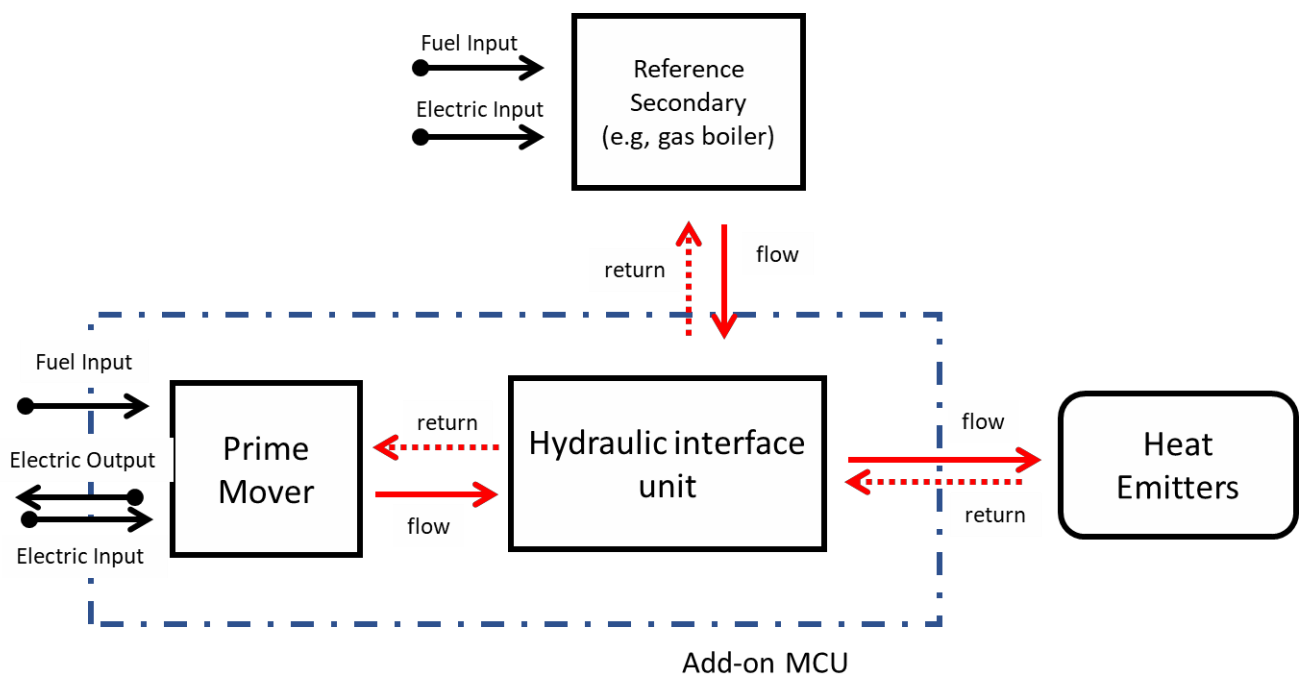 Fuel Input
Electric Input
Reference
Secondary
(e.g, gas boiler)
return
flow
Fuel Input
Electric Output
Electric Input
Prime
Mover
return
flow
Hydraulic interface
unit
flow
return
Heat
Emitters
Add-on MCU